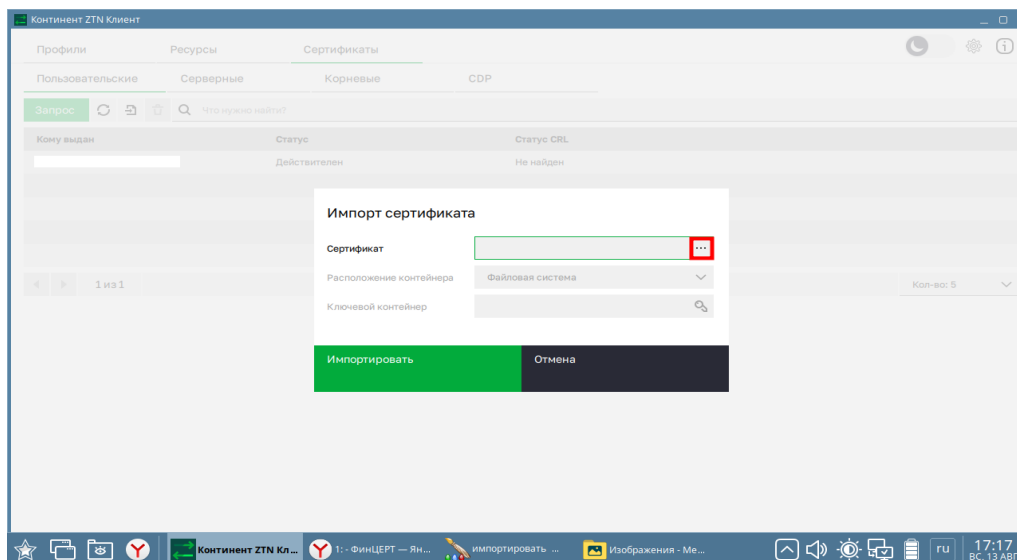 Континент ZTN Клиент
Профили Ресурсы Сертификаты
Пользовательские Серверные Корневые CDP
Запрос Что нужно найти?
Кому выдан Статус Статус CRL
Действителен Не найден
Импорт сертификата
Сертификат ...
Расположение контейнера Файловая система
Ключевой контейнер
1 из 1 Кол-во: 5
Импортировать Отмена
Континент ZTN Кл... 1: - ФинЦЕРТ — Ян... импортировать ... Изображения - Me... ru 17:17
ВС, 13 АВГ